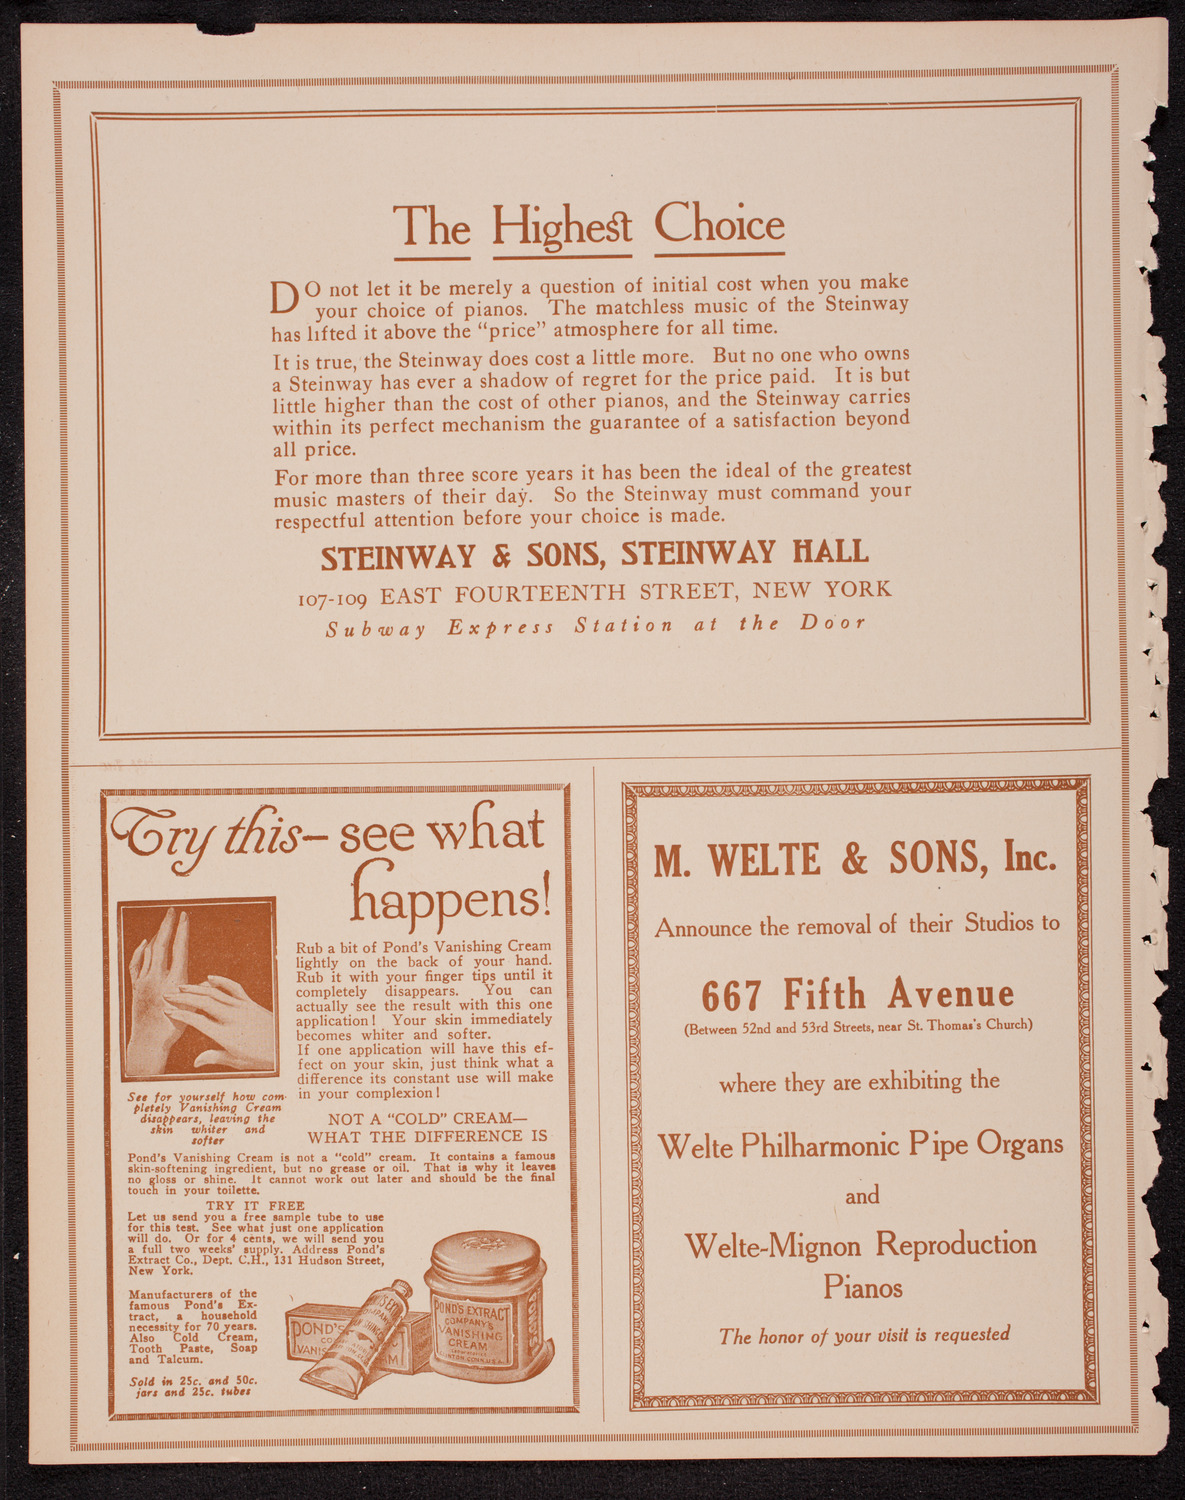 The Highest Choice
DO not let it be merely a question of initial cost when you make
your choice of pianos. The matchless music of the Steinway
has lifted it above the "price" atmosphere for all time.
It is true, the Steinway does cost a little more. But no one who owns
a Steinway has ever a shadow of regret for the price paid. It is but
little higher than the cost of other pianos, and the Steinway carries
within its perfect mechanism the guarantee of a satisfaction beyond
all price.
For more than three score years it has been the ideal of the greatest
music masters of their day. So the Steinway must command your
respectful attention before your choice is made.
STEINWAY & SONS, STEINWAY HALL
107-109 EAST FOURTEENTH STREET, NEW YORK
Subway Express Station at the Door
Try this—see what
happens!
Rub a bit of Pond's Vanishing Cream
lightly on the back of your hand.
Rub it with your finger tips until it
completely disappears. You can
actually see the result with this one
application! Your skin immediately
becomes whiter and softer.
If one application will have this ef-
fect on your skin, just think what a
difference its constant use will make
in your complexion!
See for yourself how com-
pletely Vanishing Cream
disappears, leaving the
skin whiter and
softer
NOT A "COLD" CREAM—
WHAT THE DIFFERENCE IS
Pond's Vanishing Cream is not a "cold" cream. It contains a famous
skin-softening ingredient, but no grease or oil. That is why it leaves
no gloss or shine. It cannot work out later and should be the final
touch in your toilette.
TRY IT FREE
Let us send you a free sample tube to use
for this test. See what just one application
will do. Or for 4 cents, we will send you
a full two weeks' supply. Address Pond's
Extract Co., Dept. C.H., 131 Hudson Street,
New York.
Manufacturers of the
famous Pond's Ex-
tract, a household
necessity for 70 years.
Also Cold Cream,
Tooth Paste, Soap
and Talcum.
Sold in 25c. and 50c.
jars and 25c. tubes
POND'S
VANIS
POND'S EXTRACT
COMPANY'S
VANISHING
CREAM
M. WELTE & SONS, Inc.
Announce the removal of their Studios to
667 Fifth Avenue
(Between 52nd and 53rd Streets, near St. Thomas's Church)
where they are exhibiting the
Welte Philharmonic Pipe Organs
and
Welte-Mignon Reproduction
Pianos
The honor of your visit is requested